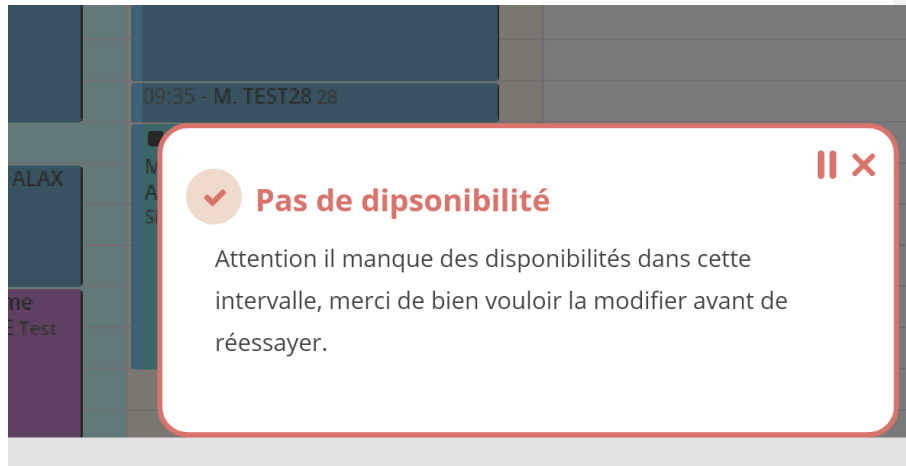 09:35 - M. TEST28 28
ALAX
me
E Test
M
A
Si
Pas de dipsonibilité
Attention il manque des disponibilités dans cette
intervalle, merci de bien vouloir la modifier avant de
réessayer.